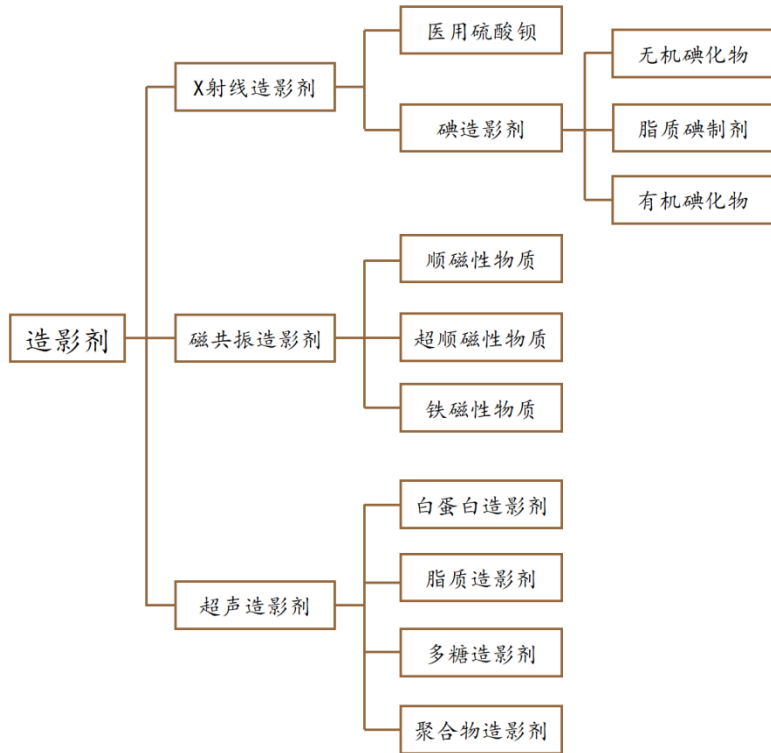 造影剂
X射线造影剂
医用硫酸钡
碘造影剂
无机碘化物
脂质碘制剂
有机碘化物
磁共振造影剂
顺磁性物质
超顺磁性物质
铁磁性物质
超声造影剂
白蛋白造影剂
脂质造影剂
多糖造影剂
聚合物造影剂